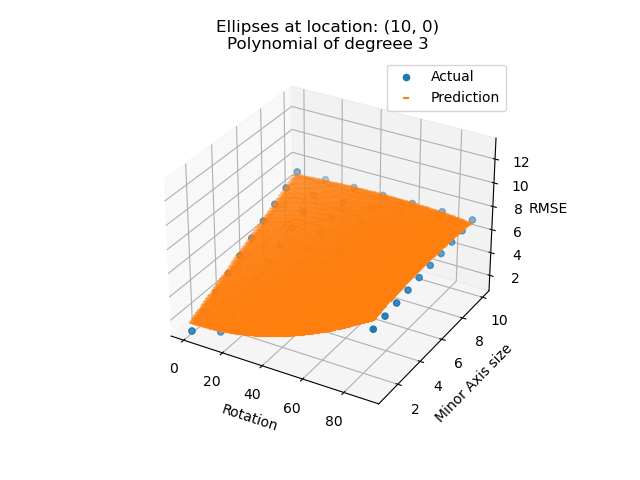 Ellipses at location: (10, 0)
Polynomial of degreee 3
Actual
Prediction
12
10
8
6
4
2
RMSE
10
8
6
4
2
Minor Axis size
0
20
40
60
80
Rotation